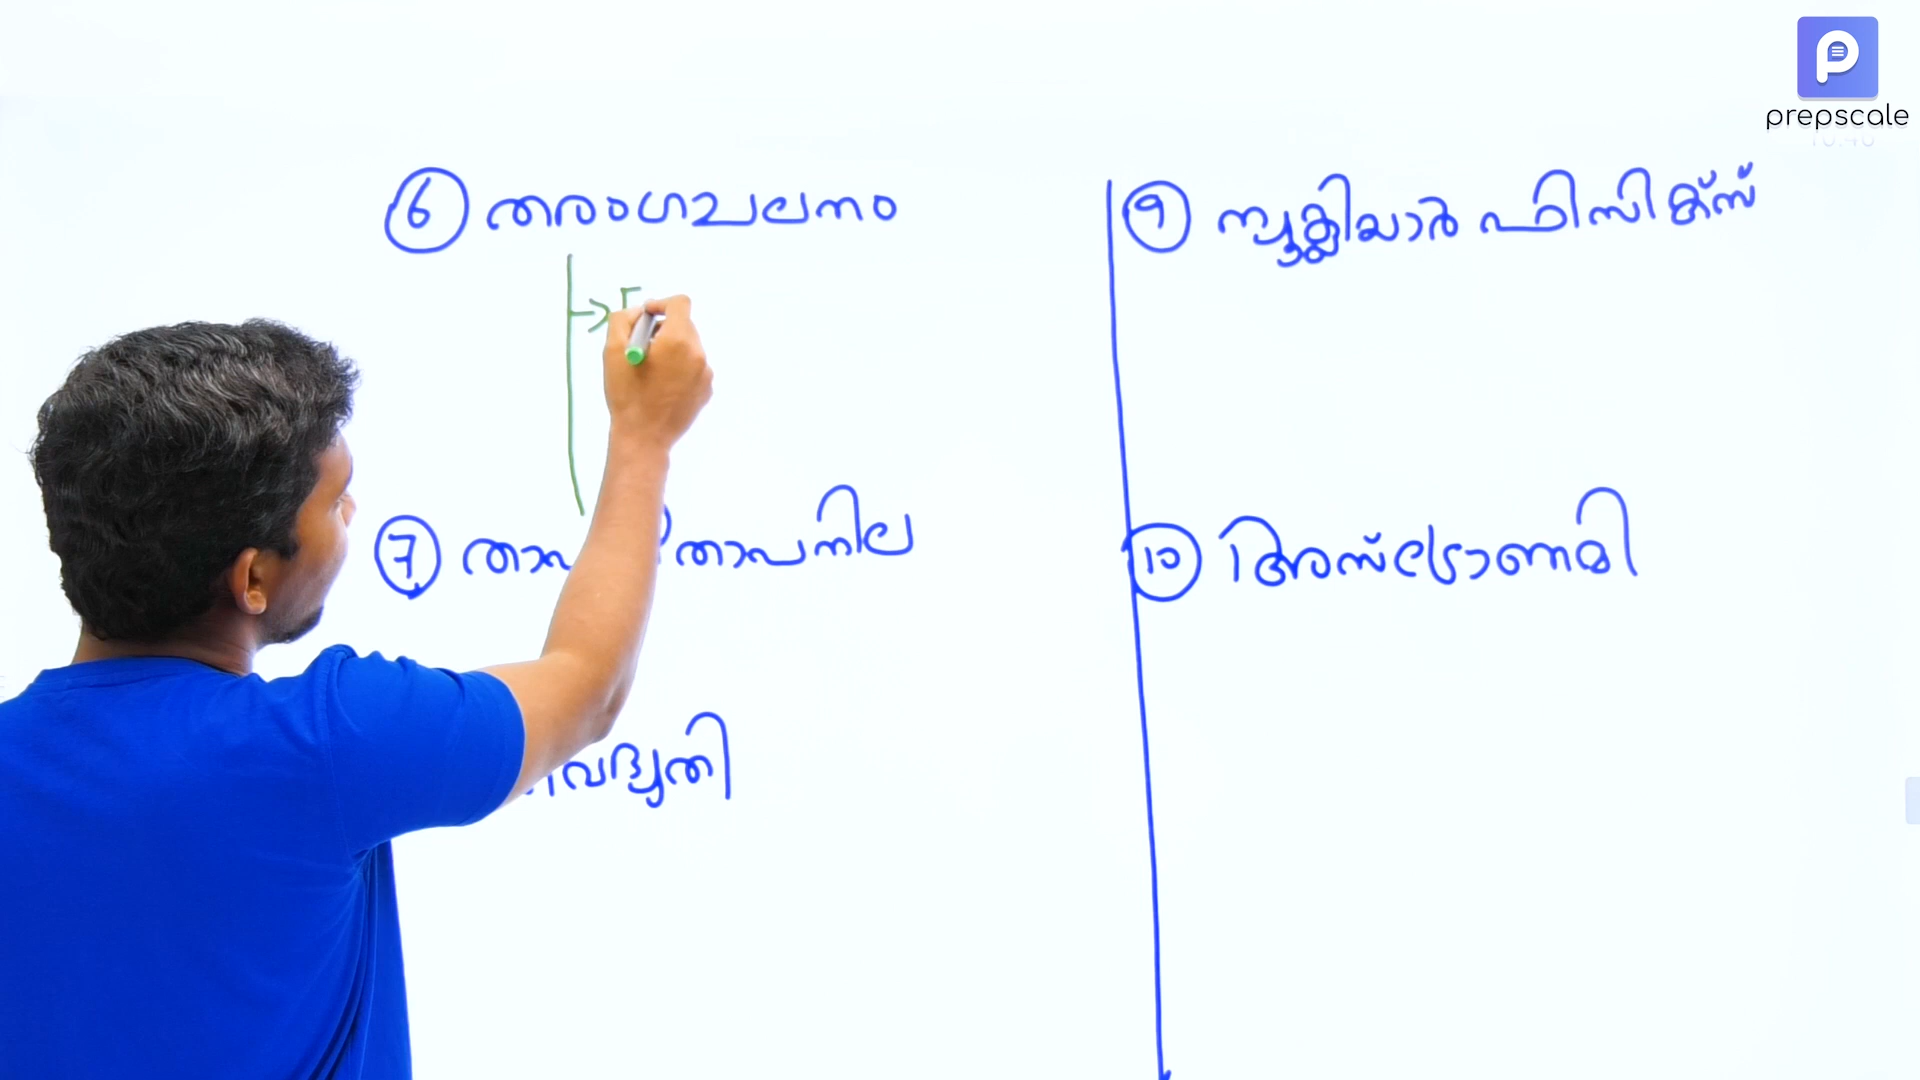 prepscale
6 തരംഗചലനം
7 താപനില
വൈദ്യുതി
9 ന്യൂക്ലിയാർ ഫിസിക്സ്
10 അസ്ട്രോണമി